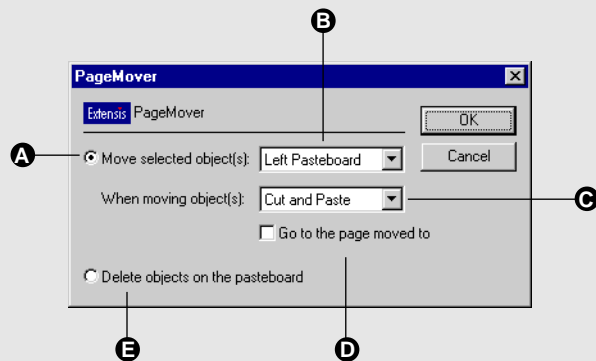 B
PageMover
Extensis PageMover
OK
A
Move selected object(s): Left Pasteboard
Cancel
When moving object(s): Cut and Paste
C
Go to the page moved to
Delete objects on the pasteboard
E
D